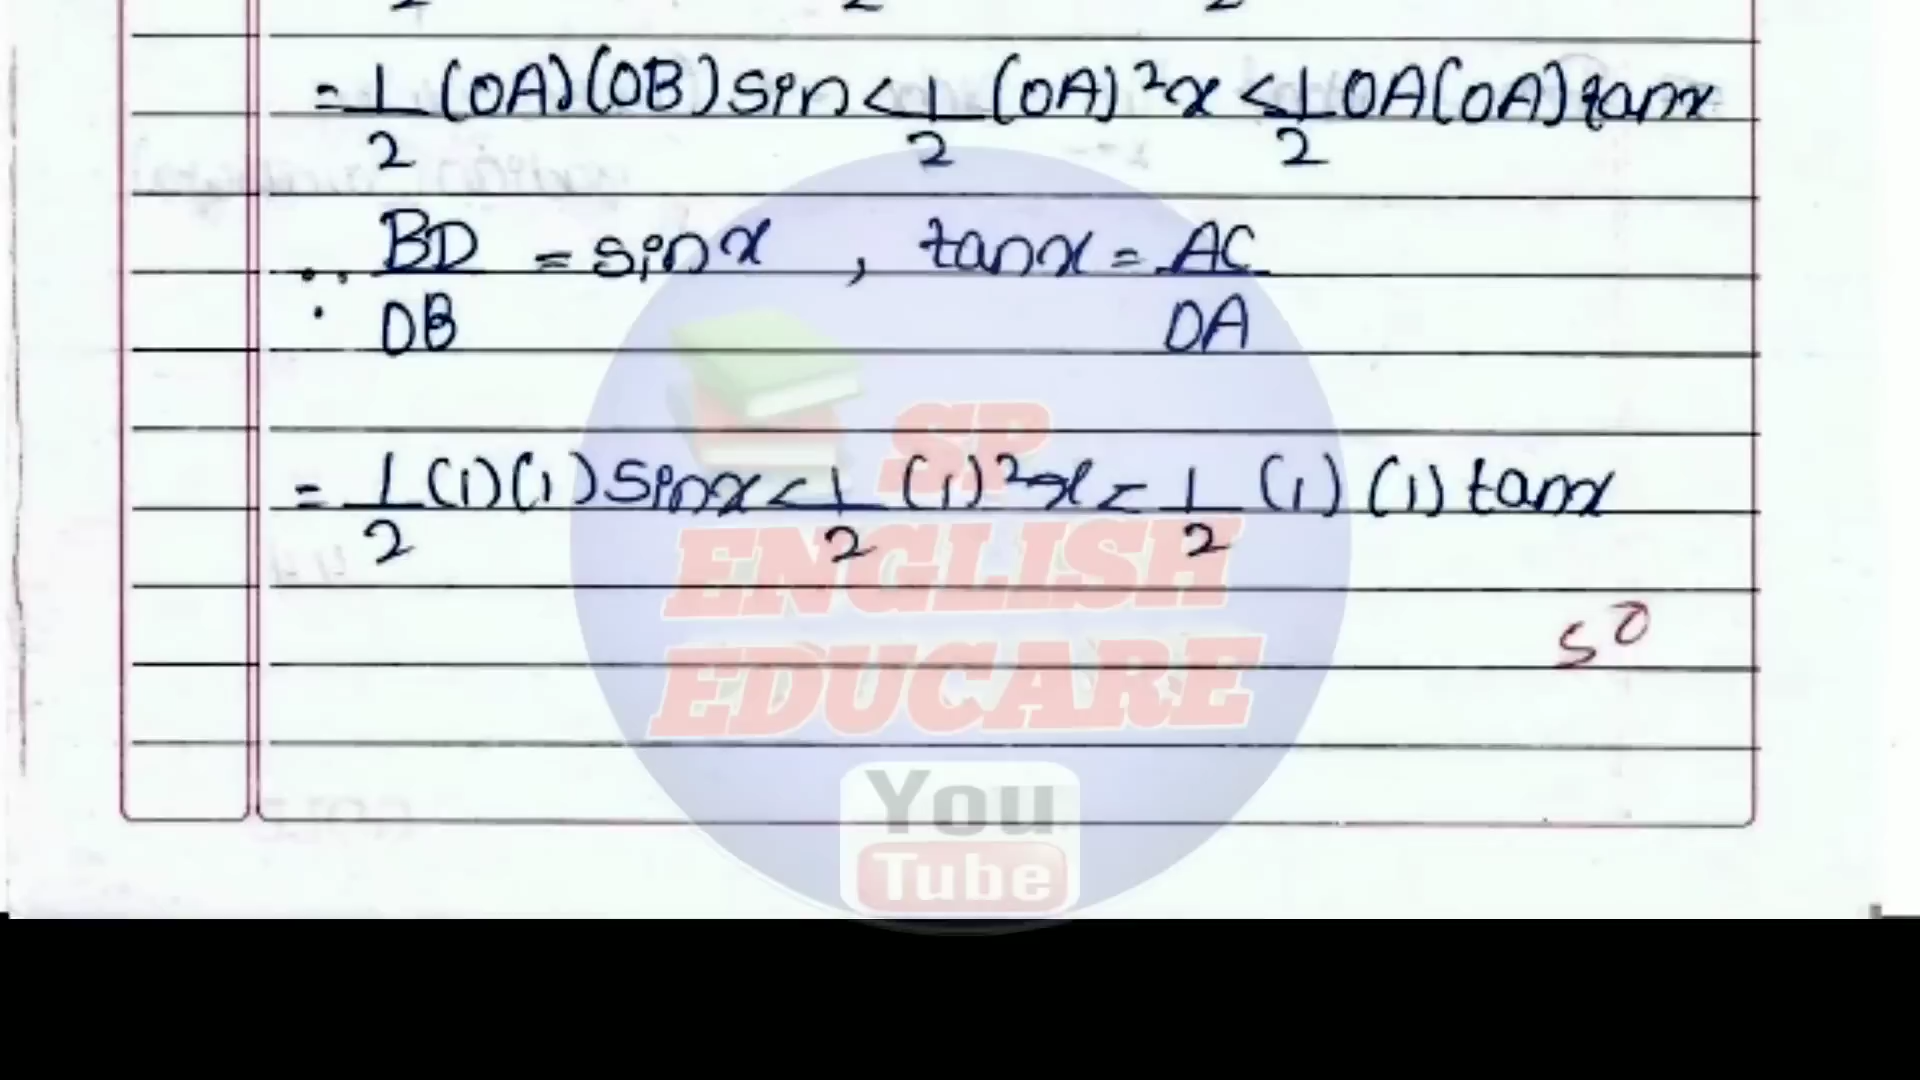 = 1/2 (OA)(OB) sin < 1/2 (OA)²x < 1/2 OA(OA) tanx
∵ BD/OB = sinx , tanx = AC/OA
= 1/2 (1)(1) sinx < 1/2 (1)²x < 1/2 (1)(1) tanx
50
SP
ENGLISH
EDUCARE
You
Tube